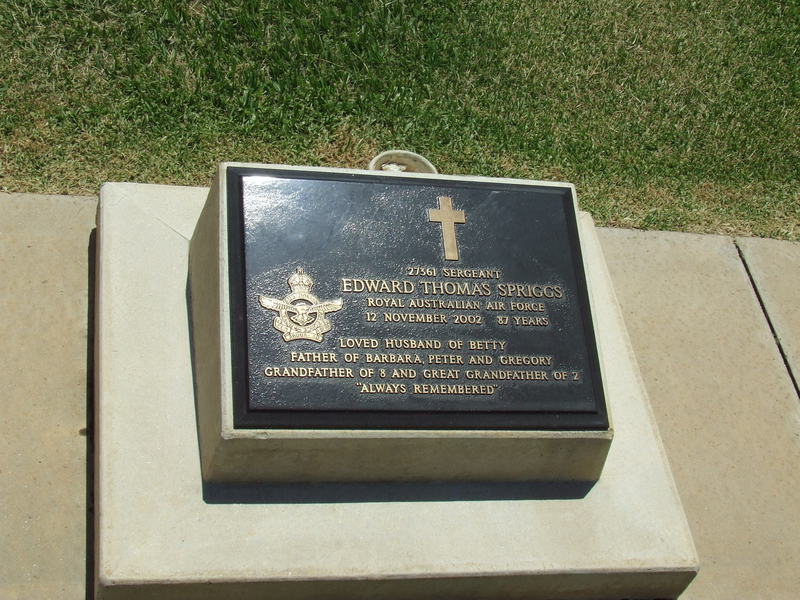 27361 SERGEANT
EDWARD THOMAS SPRIGGS
ROYAL AUSTRALIAN AIR FORCE
12 NOVEMBER 2002 87 YEARS
LOVED HUSBAND OF BETTY
FATHER OF BARBARA, PETER AND GREGORY
GRANDFATHER OF 8 AND GREAT GRANDFATHER OF 2
"ALWAYS REMEMBERED"